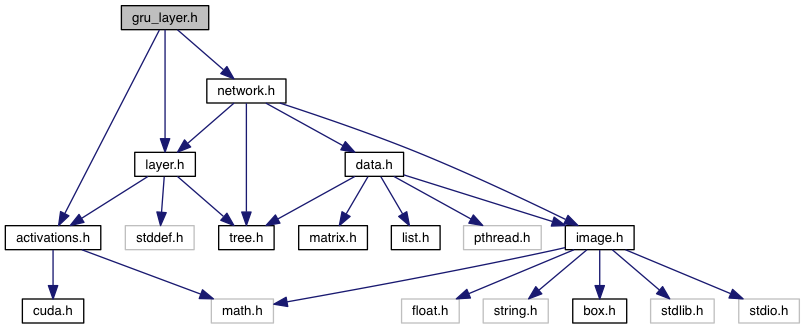 gru_layer.h
network.h
layer.h
data.h
activations.h
stddef.h
tree.h
matrix.h
list.h
pthread.h
image.h
cuda.h
math.h
float.h
string.h
box.h
stdlib.h
stdio.h